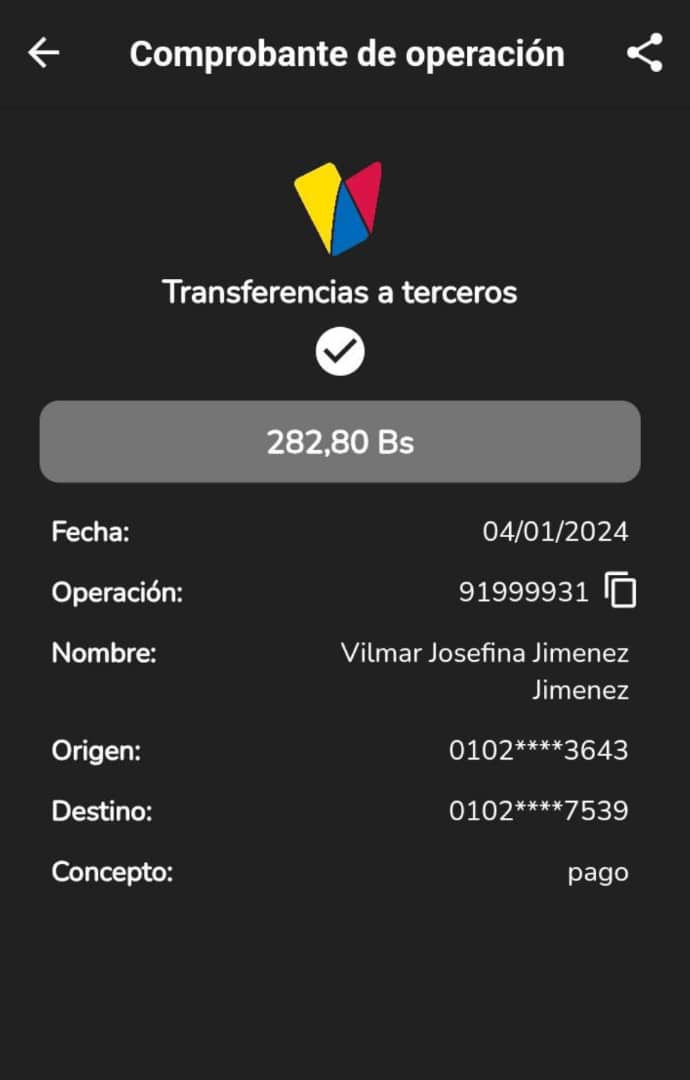 Comprobante de operación
Transferencias a terceros
282,80 Bs
Fecha: 04/01/2024
Operación: 91999931
Nombre: Vilmar Josefina Jimenez
Jimenez
Origen: 0102****3643
Destino: 0102****7539
Concepto: pago